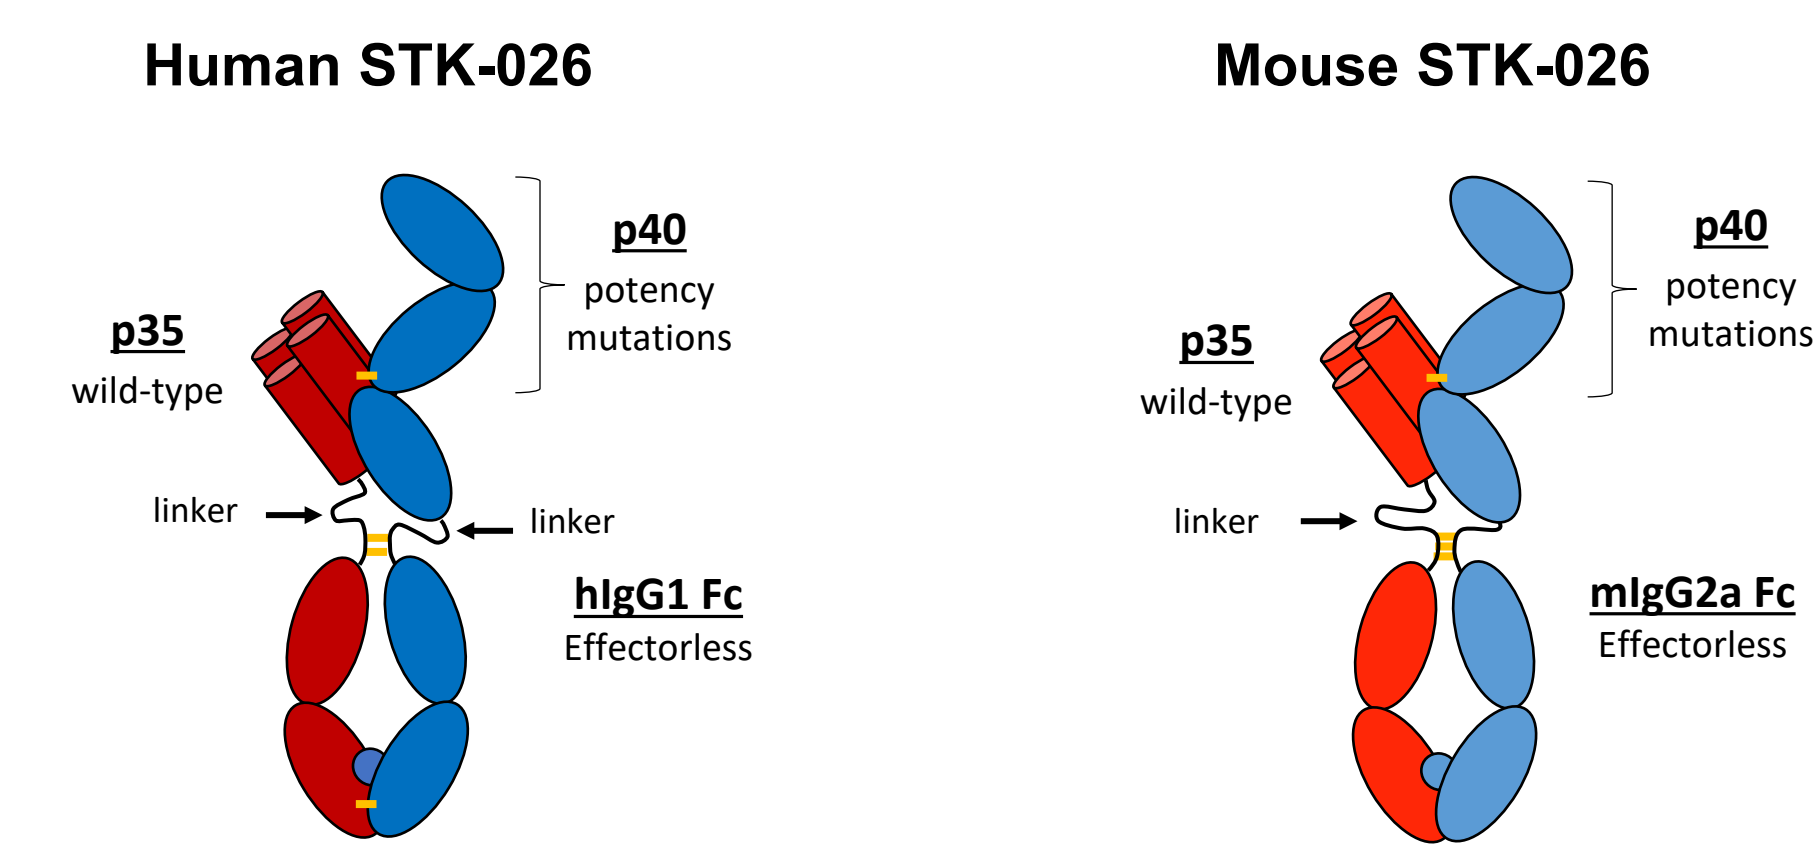 Human STK-026
p40
potency
mutations
p35
wild-type
linker
linker
hIgG1 Fc
Effectorless
Mouse STK-026
p40
potency
mutations
p35
wild-type
linker
mIgG2a Fc
Effectorless